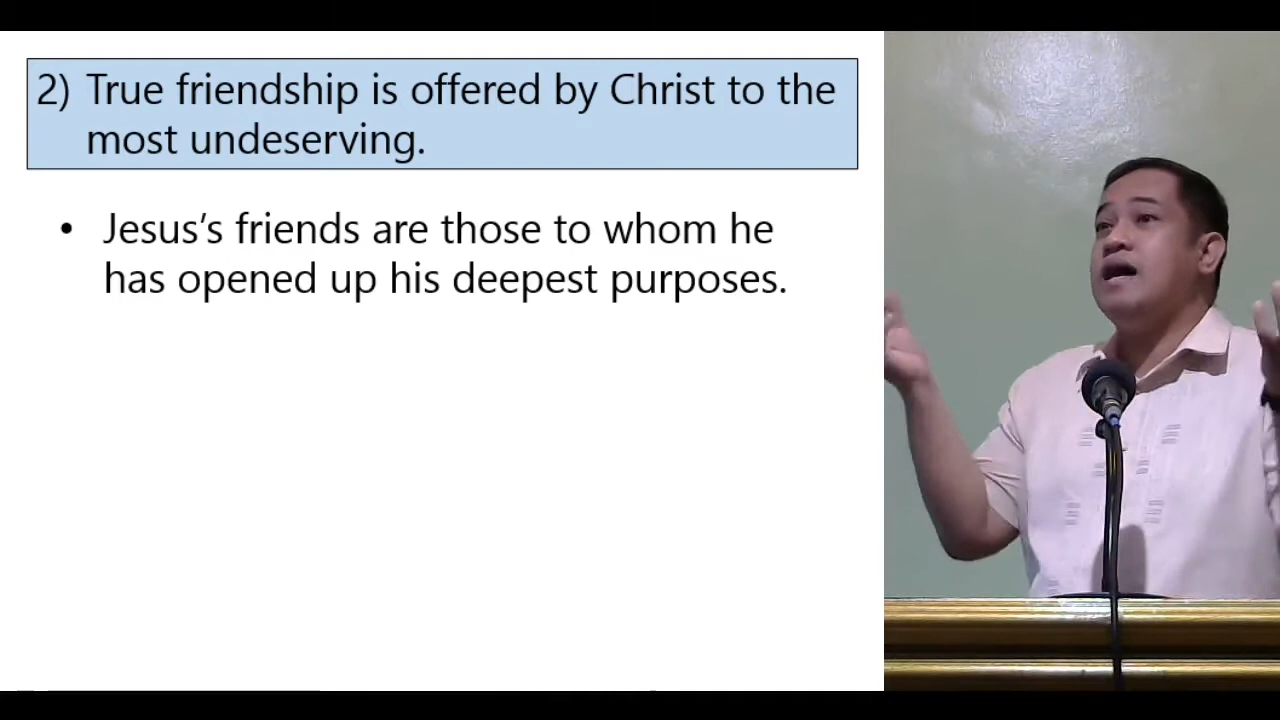 2) True friendship is offered by Christ to the
most undeserving.
• Jesus’s friends are those to whom he
has opened up his deepest purposes.